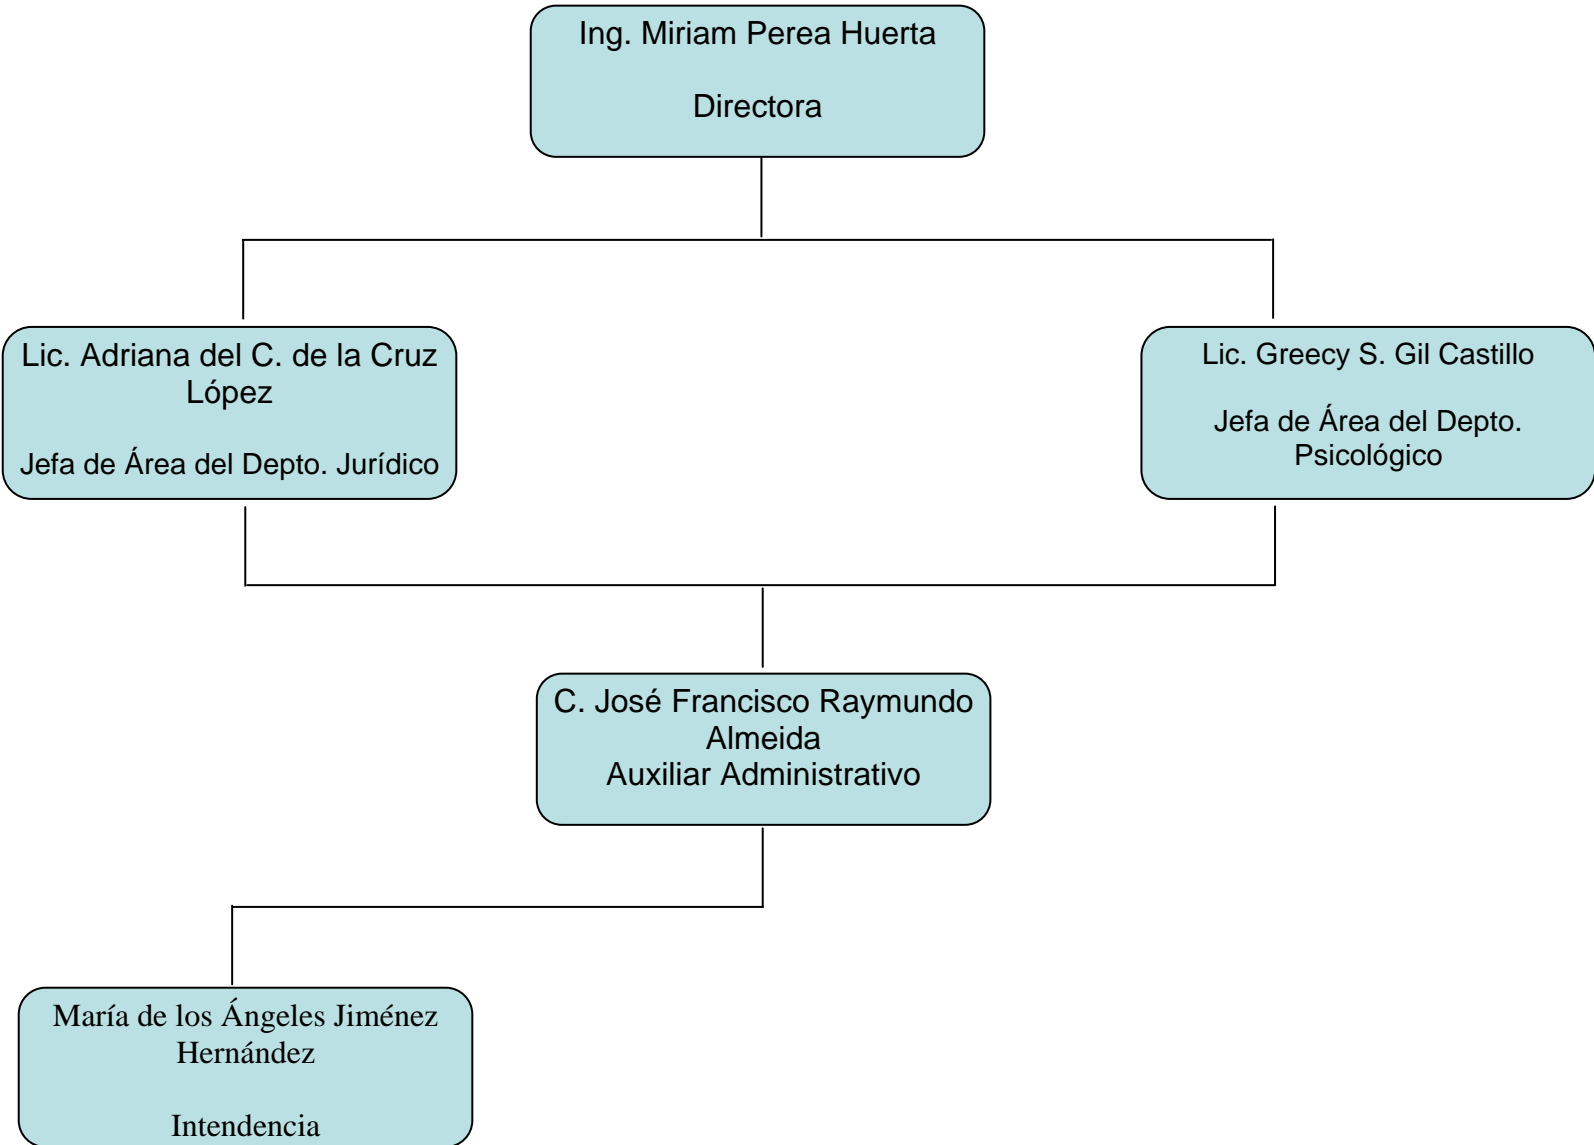 Ing. Miriam Perea Huerta
Directora
Lic. Adriana del C. de la Cruz
López
Jefa de Área del Depto. Jurídico
Lic. Greecy S. Gil Castillo
Jefa de Área del Depto.
Psicológico
C. José Francisco Raymundo
Almeida
Auxiliar Administrativo
María de los Ángeles Jiménez
Hernández
Intendencia